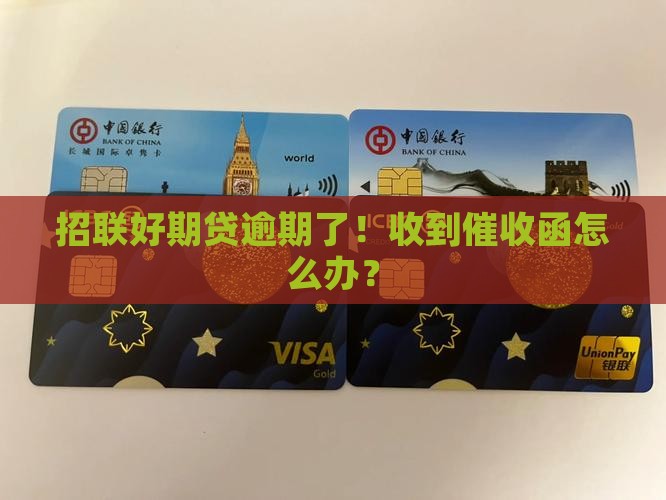 中国银行
BANK OF CHINA
长城国际卓隽卡
world
中国银行
BANK OF CHINA
招联好期贷逾期了！收到催收函怎
么办？
VISA
Gold
UnionPay
银联